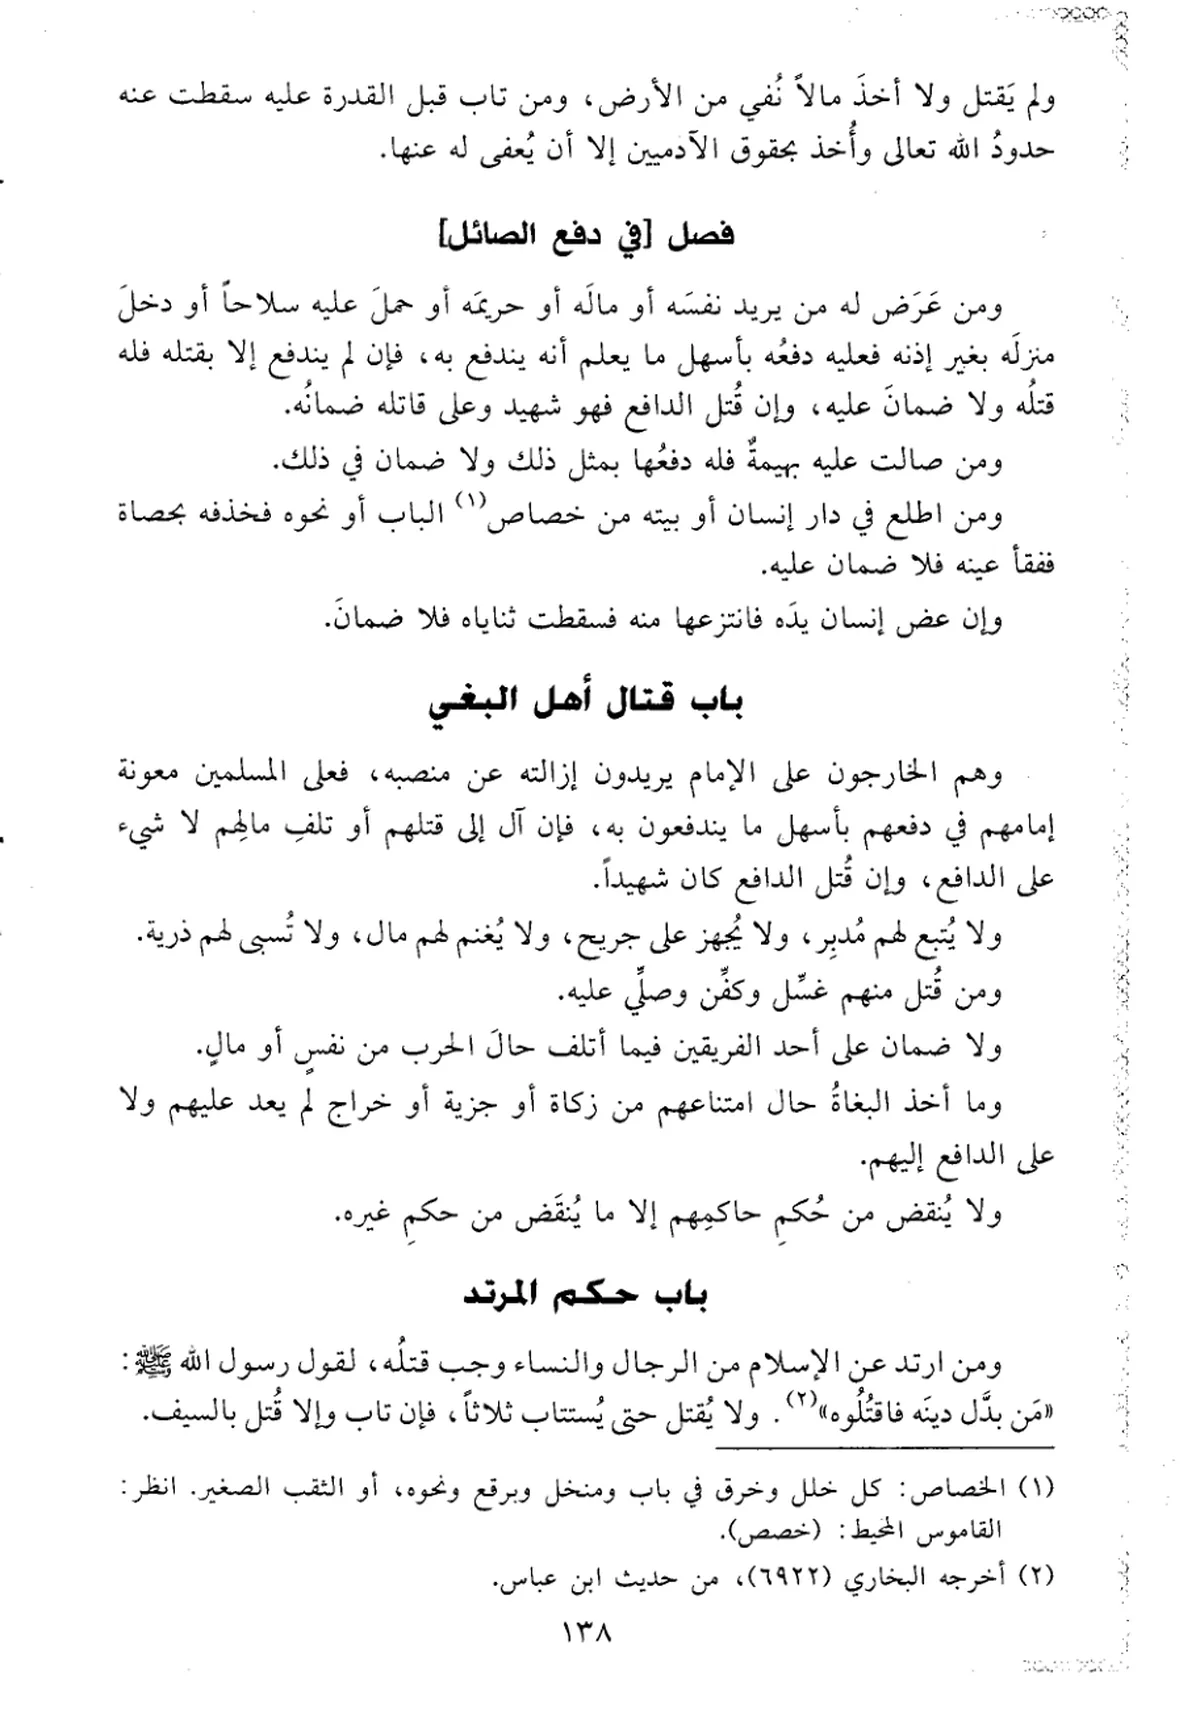 ولم يَقتل ولا أخذَ مالاً نُفي من الأرض، ومن تاب قبل القدرة عليه سقطت عنه
حدودُ الله تعالى وأُخذ بحقوق الآدميين إلا أن يُعفى له عنها.
فصل [في دفع الصائل]
ومن عَرَض له من يريد نفسَه أو مالَه أو حريمَه أو حملَ عليه سلاحاً أو دخلَ
منزلَه بغير إذنه فعليه دفعُه بأسهل ما يعلم أنه يندفع به، فإن لم يندفع إلا بقتله فله
قتلُه ولا ضمانَ عليه، وإن قُتل الدافع فهو شهيد وعلى قاتله ضمانُه.
ومن صالت عليه بهيمةٌ فله دفعُها بمثل ذلك ولا ضمان في ذلك.
ومن اطلع في دار إنسان أو بيته من خصاص(١) الباب أو نحوه فخذفه بحصاة
ففقأ عينه فلا ضمان عليه.
وإن عض إنسان يدَه فانتزعها منه فسقطت ثناياه فلا ضمانَ.
باب قتال أهل البغي
وهم الخارجون على الإمام يريدون إزالته عن منصبه، فعلى المسلمين معونة
إمامهم في دفعهم بأسهل ما يندفعون به، فإن آل إلى قتلهم أو تلفِ مالِهم لا شيء
على الدافع، وإن قُتل الدافع كان شهيداً.
ولا يُتبع لهم مُدبِر، ولا يُجهز على جريح، ولا يُغنم لهم مال، ولا تُسبى لهم ذرية.
ومن قُتل منهم غسِّل وكفِّن وصلِّي عليه.
ولا ضمان على أحد الفريقين فيما أتلف حالَ الحرب من نفسٍ أو مالٍ.
وما أخذ البغاةُ حال امتناعهم من زكاة أو جزية أو خراج لم يعد عليهم ولا
على الدافع إليهم.
ولا يُنقض من حُكمِ حاكمِهم إلا ما يُنقَض من حكمِ غيره.
باب حكم المرتد
ومن ارتد عن الإسلام من الرجال والنساء وجب قتلُه، لقول رسول الله ﷺ:
«مَن بدَّل دينَه فاقتُلُوه»(٢). ولا يُقتل حتى يُستتاب ثلاثاً، فإن تاب وإلا قُتل بالسيف.
(١) الخصاص: كل خلل وخرق في باب ومنخل وبرقع ونحوه، أو الثقب الصغير. انظر:
القاموس المحيط: (خصص).
(٢) أخرجه البخاري (٦٩٢٢)، من حديث ابن عباس.
١٣٨